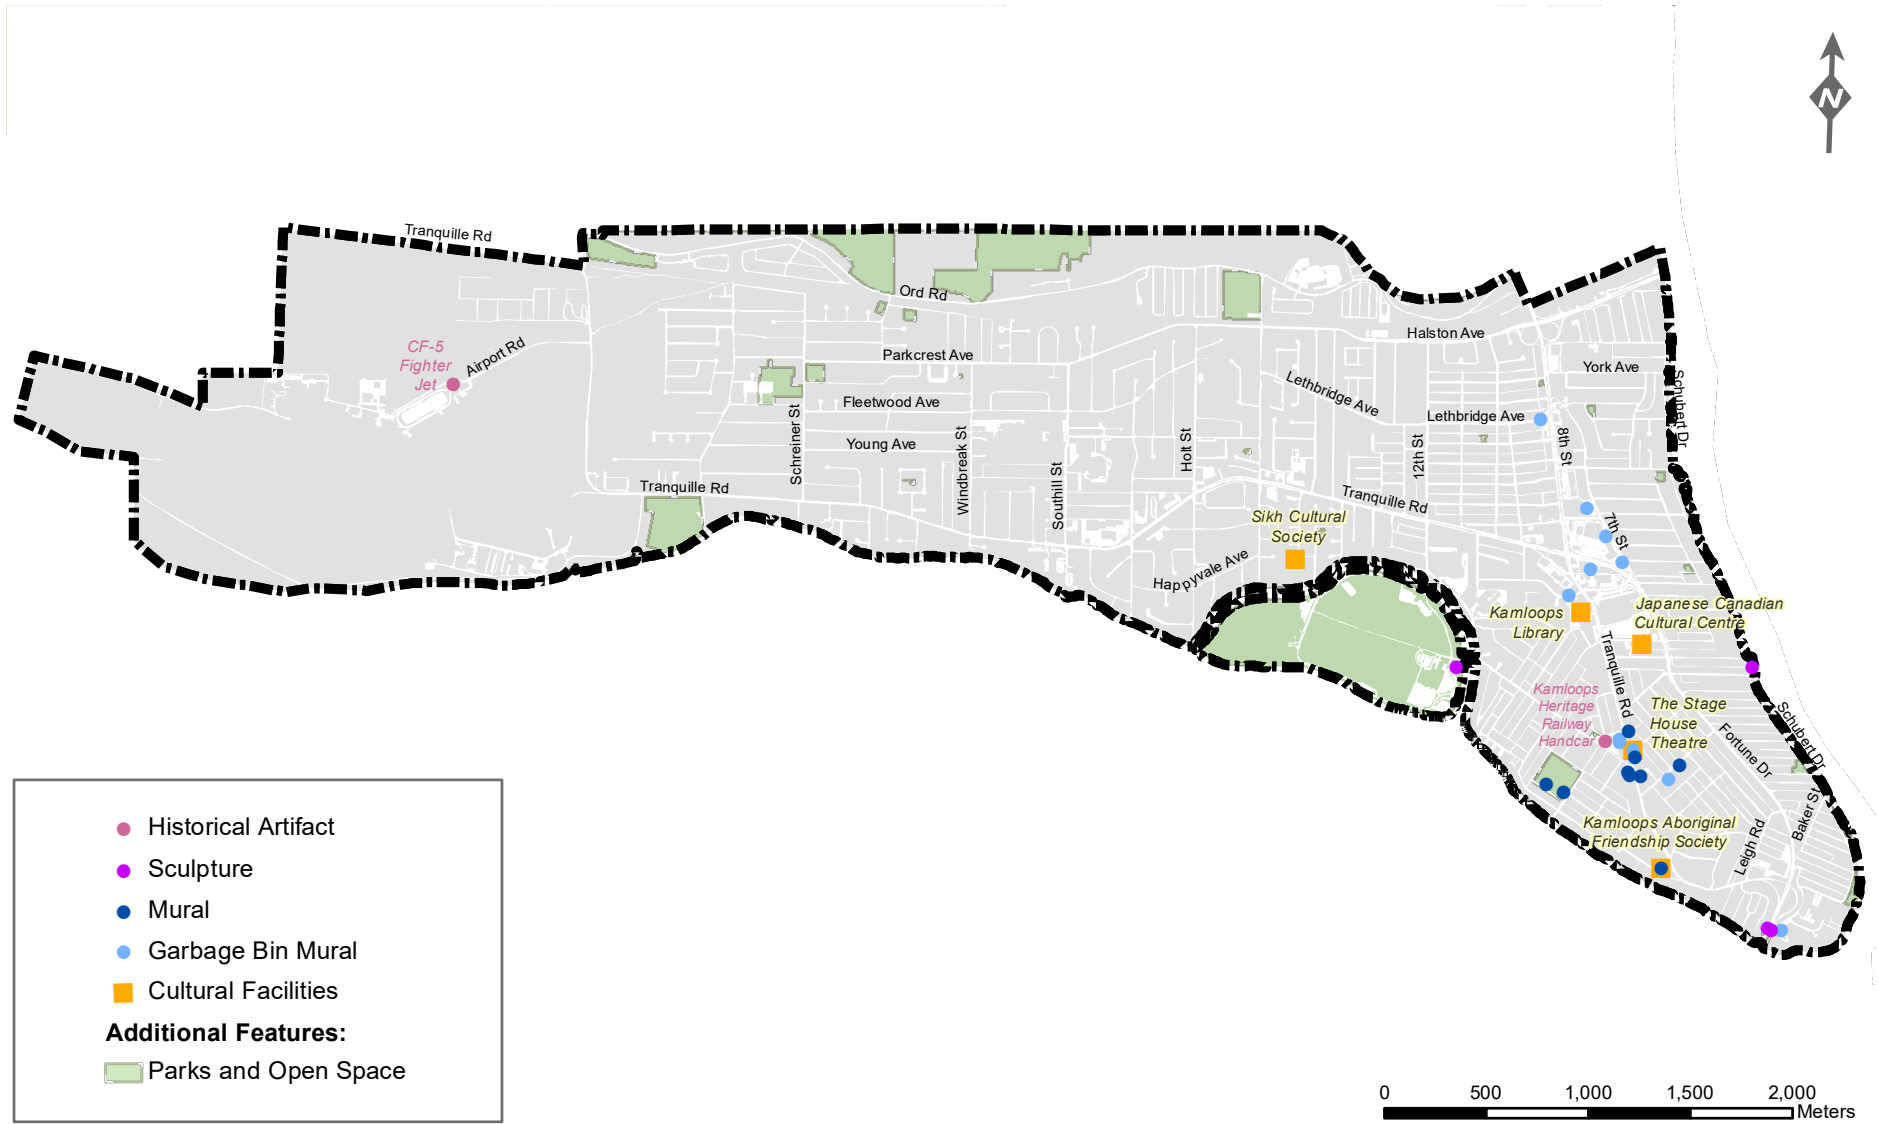 N
Tranquille Rd
Ord Rd
Halston Ave
CF-5
Fighter
Jet
Airport Rd
Parkcrest Ave
York Ave
Schubert Dr
Lethbridge Ave
Fleetwood Ave
Lethbridge Ave
Schreiner St
Young Ave
Windbreak St
Southill St
Holt St
12th St
8th St
Tranquille Rd
Tranquille Rd
Sikh Cultural
Society
7th St
Happyvale Ave
Kamloops
Library
Japanese Canadian
Cultural Centre
Tranquille Rd
Kamloops
Heritage
Railway
Handcar
The Stage
House
Theatre
Fortune Dr
Schubert Dr
Kamloops Aboriginal
Friendship Society
Leigh Rd
Baker St
Historical Artifact
Sculpture
Mural
Garbage Bin Mural
Cultural Facilities
Additional Features:
Parks and Open Space
0 500 1,000 1,500 2,000
Meters